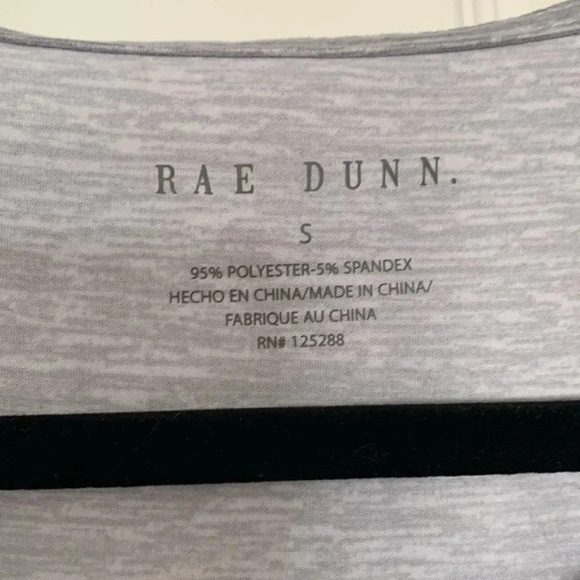 RAE DUNN.
S
95% POLYESTER-5% SPANDEX
HECHO EN CHINA/MADE IN CHINA/
FABRIQUE AU CHINA
RN# 125288